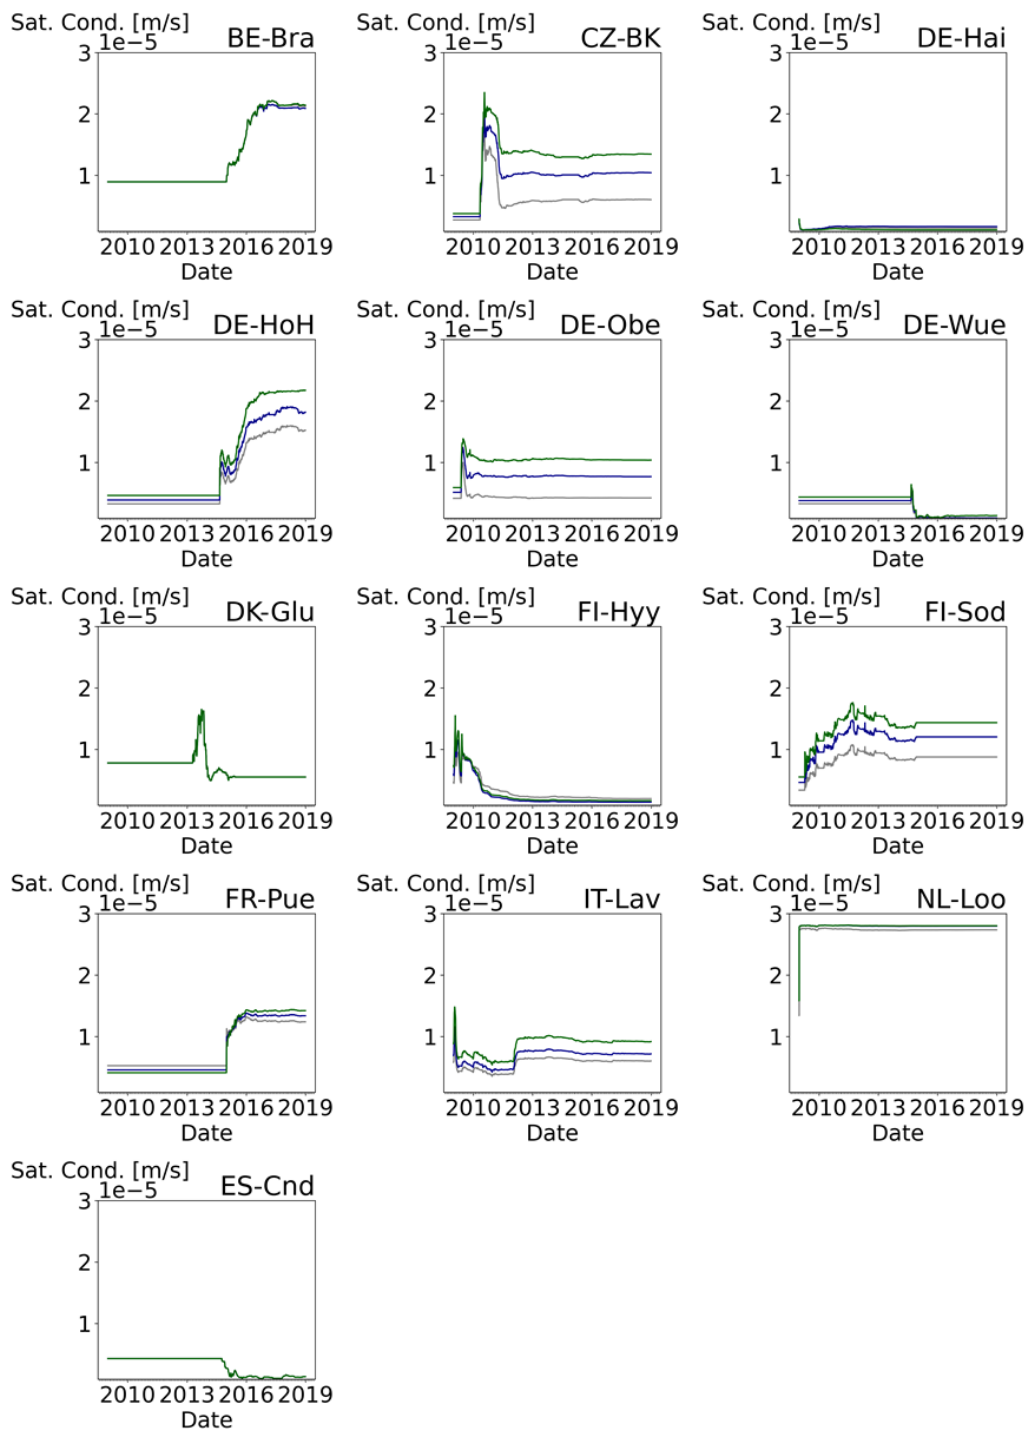 Sat. Cond. [m/s]
1e−5 BE-Bra
3
2
1
2010 2013 2016 2019
Date
Sat. Cond. [m/s]
1e−5 CZ-BK
3
2
1
2010 2013 2016 2019
Date
Sat. Cond. [m/s]
1e−5 DE-Hai
3
2
1
2010 2013 2016 2019
Date
Sat. Cond. [m/s]
1e−5 DE-HoH
3
2
1
2010 2013 2016 2019
Date
Sat. Cond. [m/s]
1e−5 DE-Obe
3
2
1
2010 2013 2016 2019
Date
Sat. Cond. [m/s]
1e−5 DE-Wue
3
2
1
2010 2013 2016 2019
Date
Sat. Cond. [m/s]
1e−5 DK-Glu
3
2
1
2010 2013 2016 2019
Date
Sat. Cond. [m/s]
1e−5 FI-Hyy
3
2
1
2010 2013 2016 2019
Date
Sat. Cond. [m/s]
1e−5 FI-Sod
3
2
1
2010 2013 2016 2019
Date
Sat. Cond. [m/s]
1e−5 FR-Pue
3
2
1
2010 2013 2016 2019
Date
Sat. Cond. [m/s]
1e−5 IT-Lav
3
2
1
2010 2013 2016 2019
Date
Sat. Cond. [m/s]
1e−5 NL-Loo
3
2
1
2010 2013 2016 2019
Date
Sat. Cond. [m/s]
1e−5 ES-Cnd
3
2
1
2010 2013 2016 2019
Date